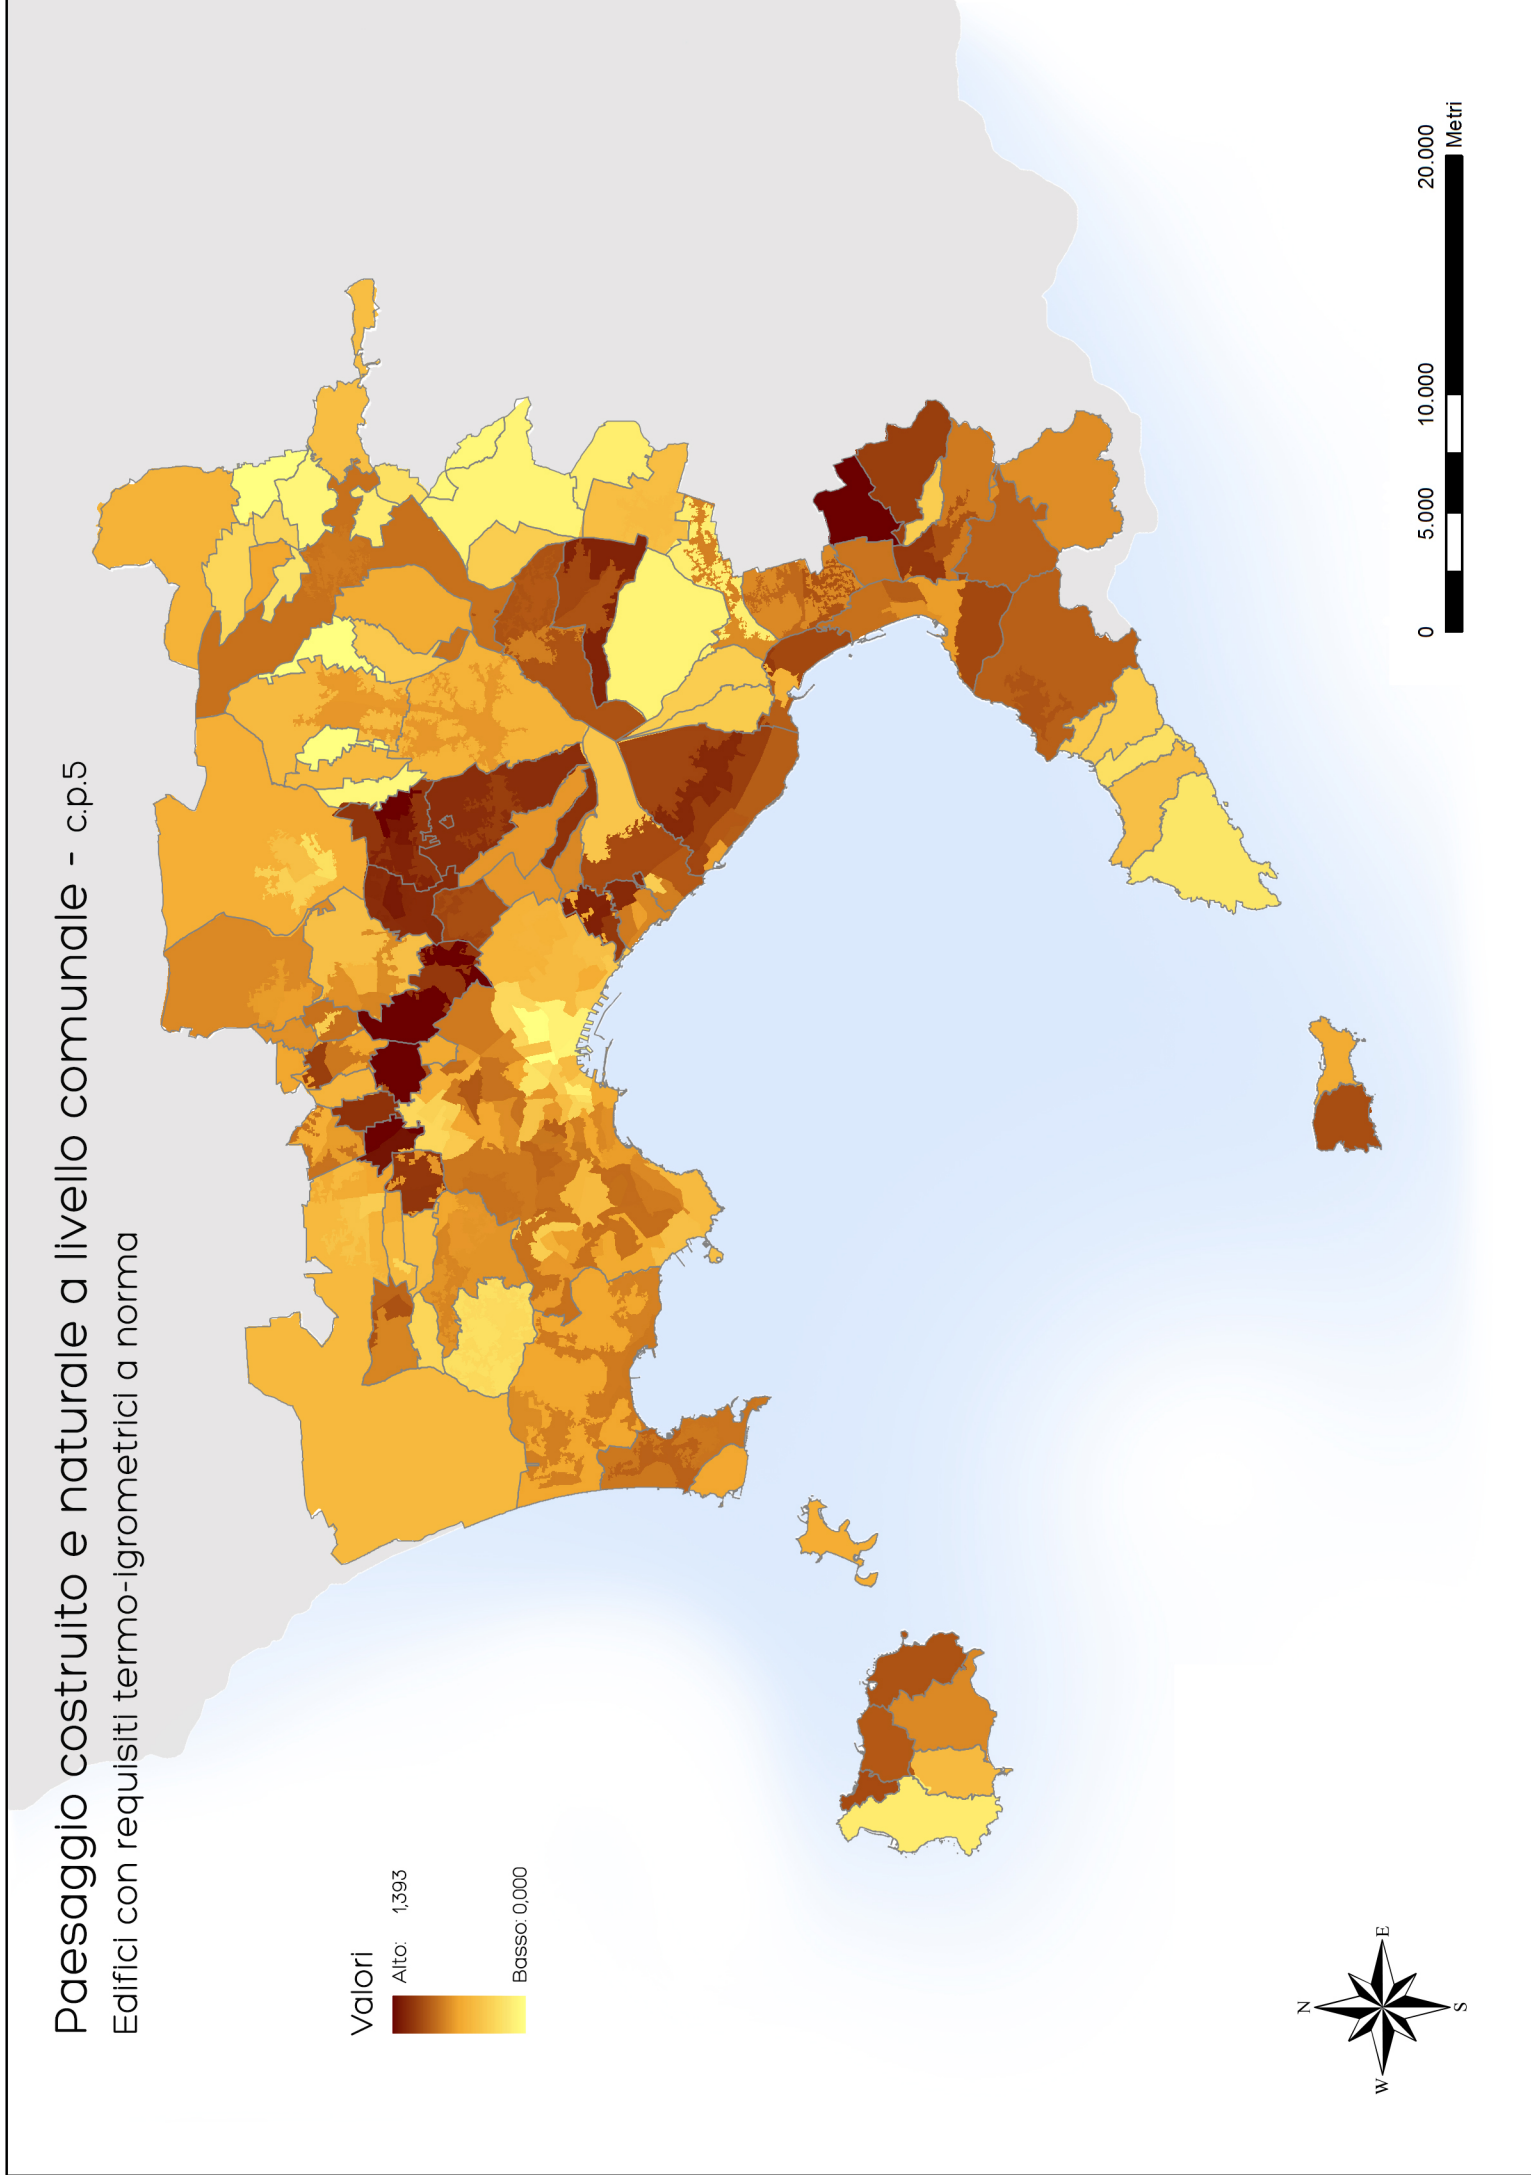 Paesaggio costruito e naturale a livello comunale - c.p.5
Edifici con requisiti termo-igrometrici a norma
Valori
Alto: 1,393
Basso: 0,000
N
W E
S
0 5.000 10.000 20.000
Metri